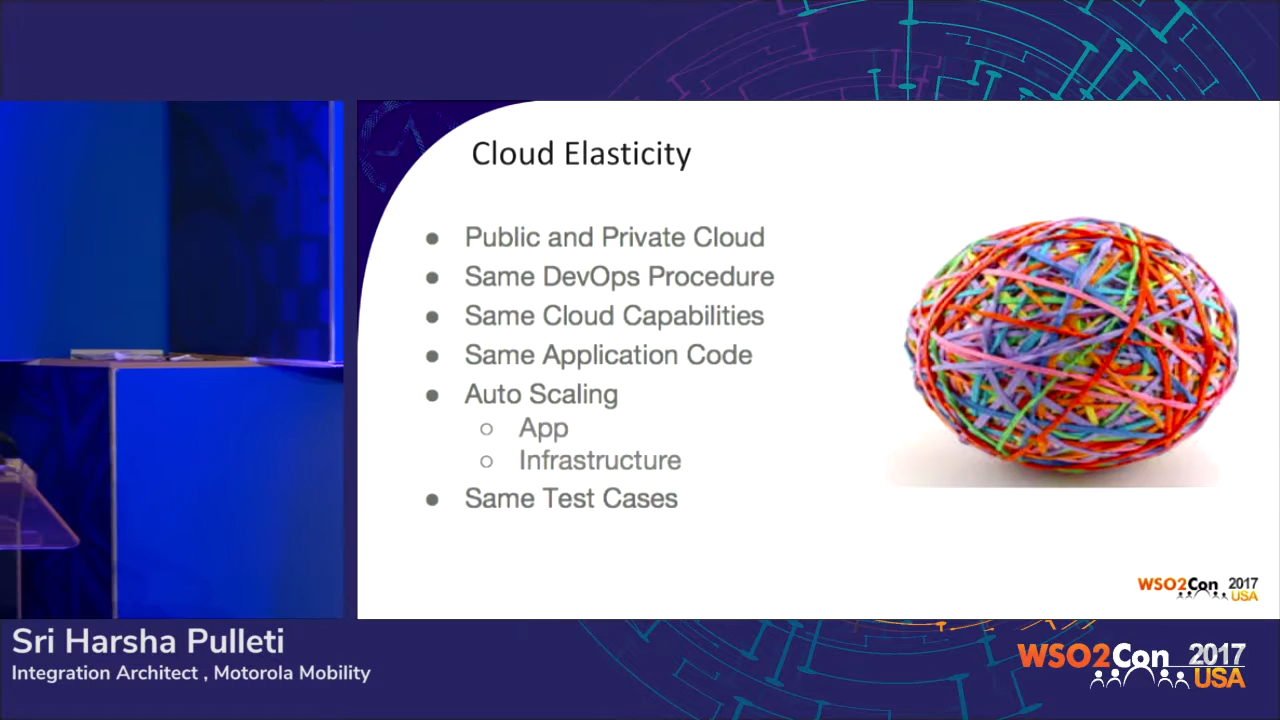 Cloud Elasticity
● Public and Private Cloud
● Same DevOps Procedure
● Same Cloud Capabilities
● Same Application Code
● Auto Scaling
○ App
○ Infrastructure
● Same Test Cases
WSO2Con 2017
USA
Sri Harsha Pulleti
Integration Architect , Motorola Mobility
WSO2Con 2017
USA